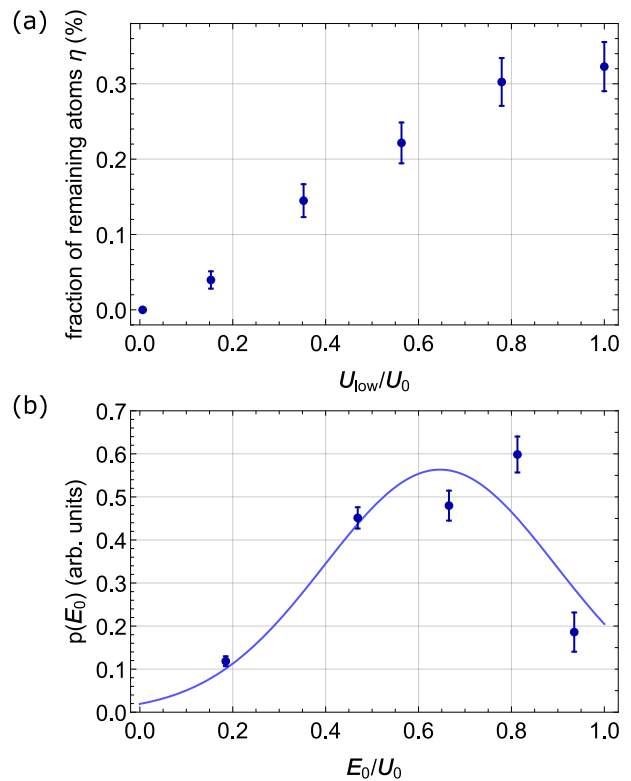 (a)
fraction of remaining atoms η (%)
0.3
0.2
0.1
0.0
0.0 0.2 0.4 0.6 0.8 1.0
U_low/U_0
(b)
p(E_0) (arb. units)
0.7
0.6
0.5
0.4
0.3
0.2
0.1
0.0
0.0 0.2 0.4 0.6 0.8 1.0
E_0/U_0